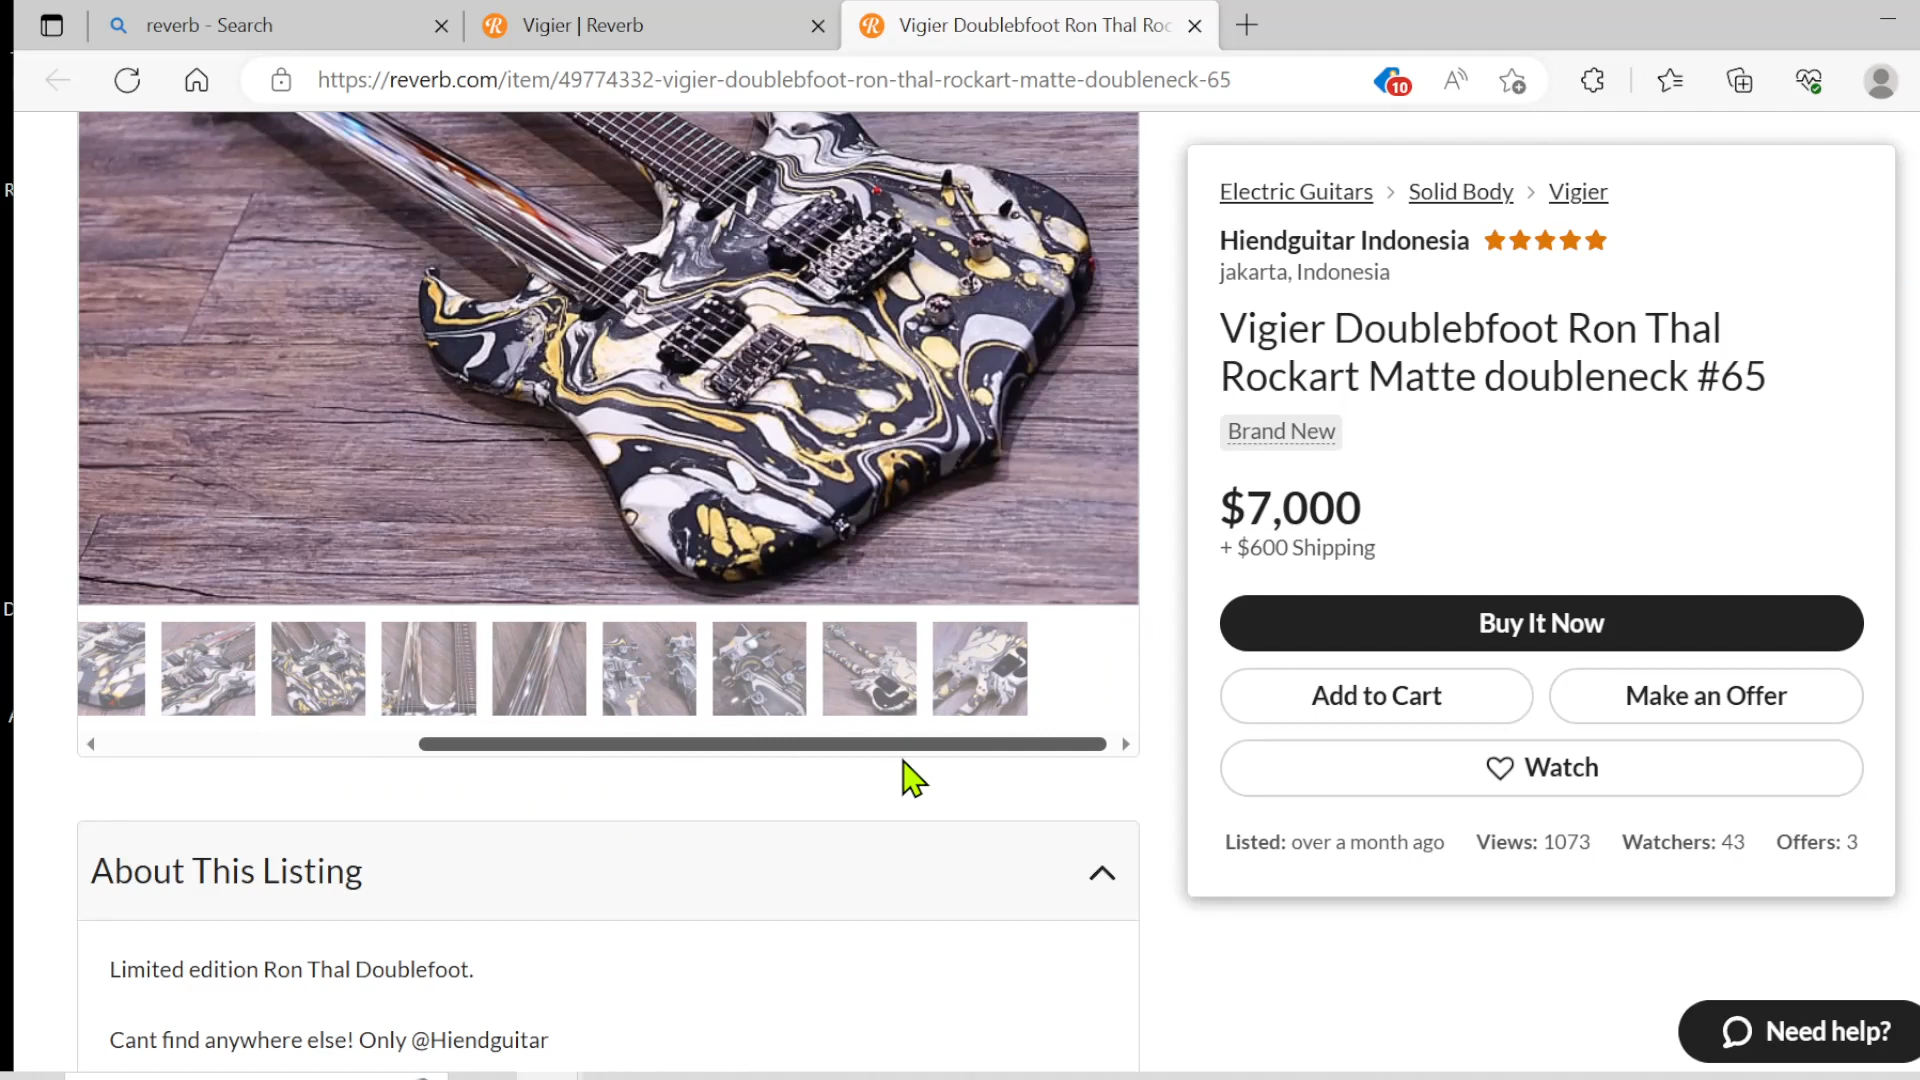 reverb - Search
Vigier | Reverb
Vigier Doublebfoot Ron Thal Roc
https://reverb.com/item/49774332-vigier-doublebfoot-ron-thal-rockart-matte-doubleneck-65
10
Electric Guitars > Solid Body > Vigier
Hiendguitar Indonesia
jakarta, Indonesia
Vigier Doublebfoot Ron Thal
Rockart Matte doubleneck #65
Brand New
$7,000
+ $600 Shipping
Buy It Now
Add to Cart
Make an Offer
Watch
Listed: over a month ago Views: 1073 Watchers: 43 Offers: 3
About This Listing
Limited edition Ron Thal Doublefoot.
Cant find anywhere else! Only @Hiendguitar
Need help?